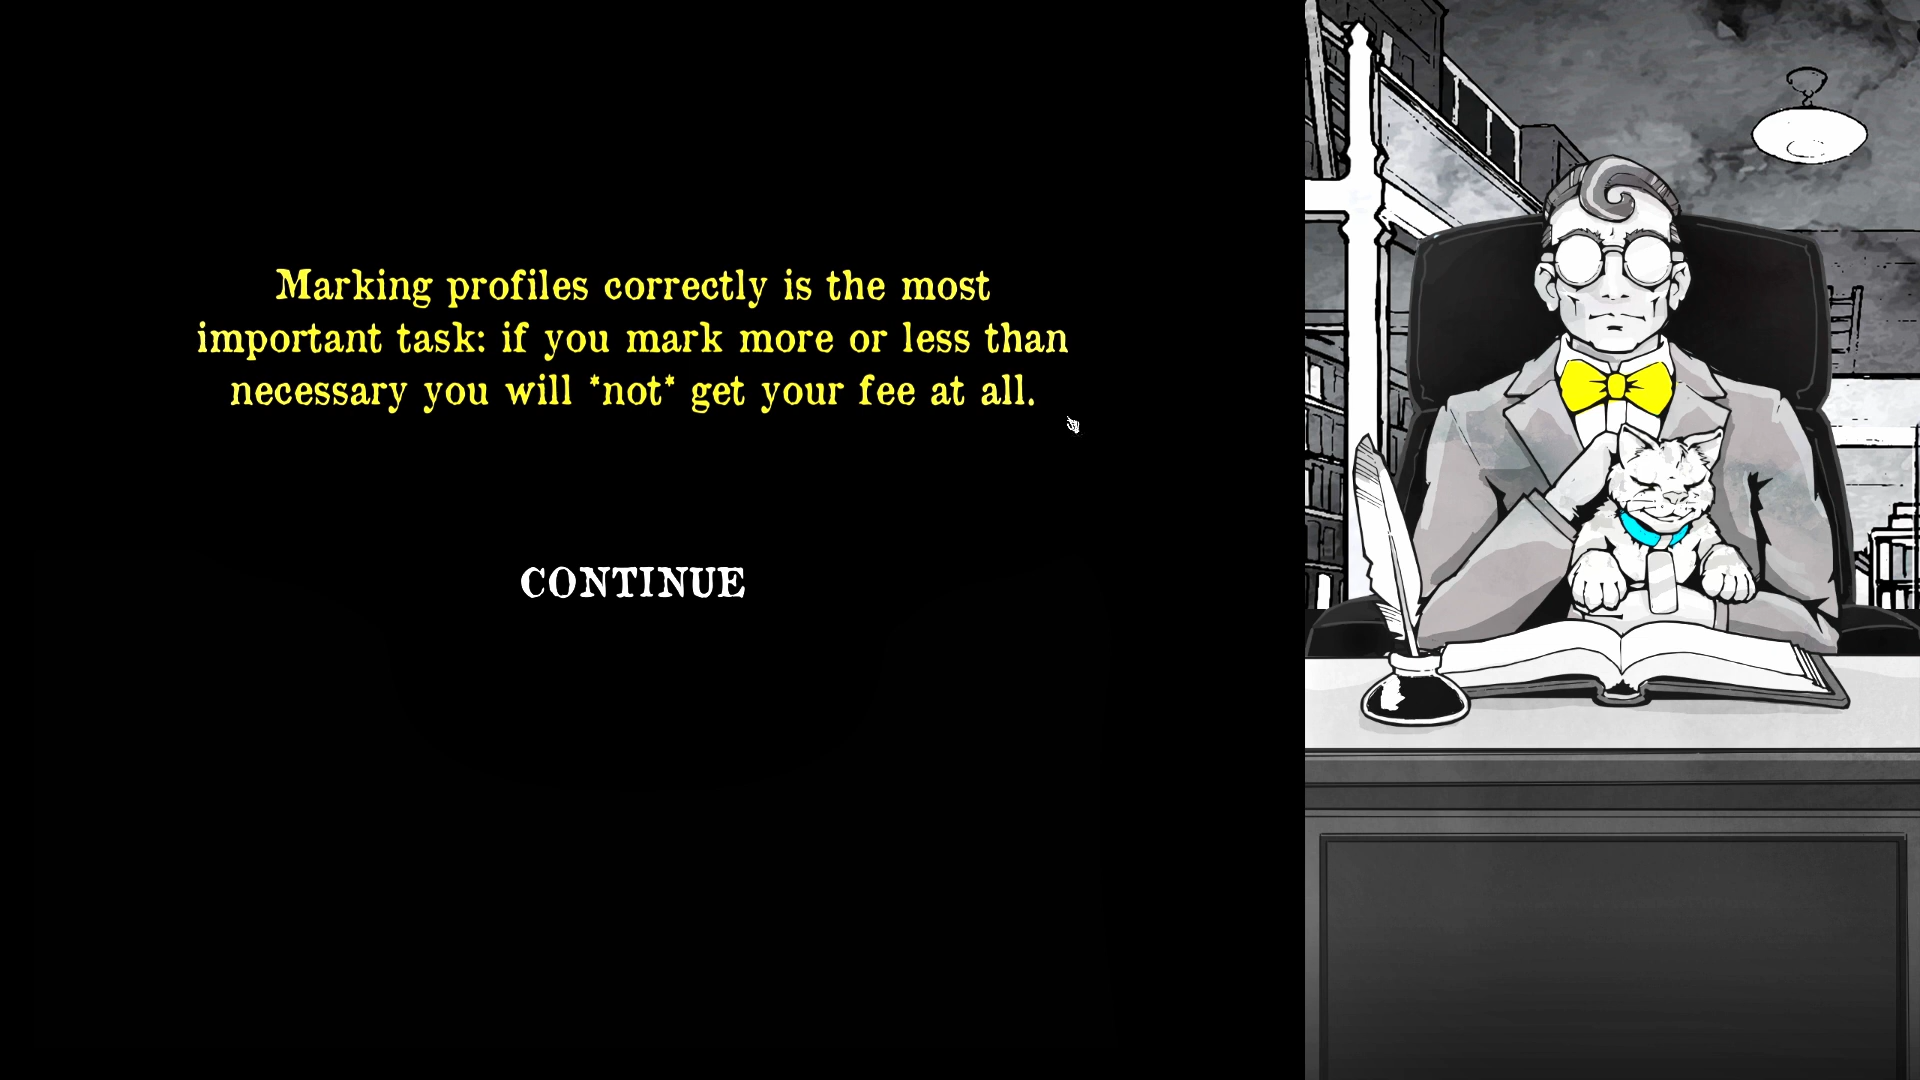 Marking profiles correctly is the most
important task: if you mark more or less than
necessary you will *not* get your fee at all.
CONTINUE